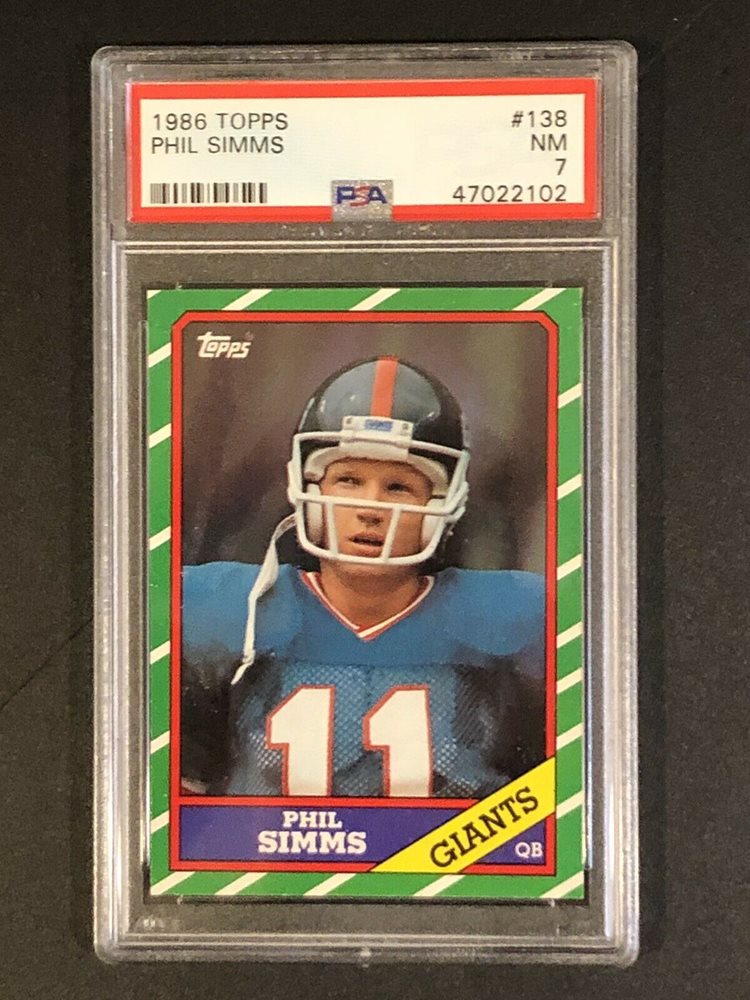 1986 TOPPS #138
PHIL SIMMS NM
7
PSA 47022102
topps
11
PHIL
SIMMS
GIANTS
QB